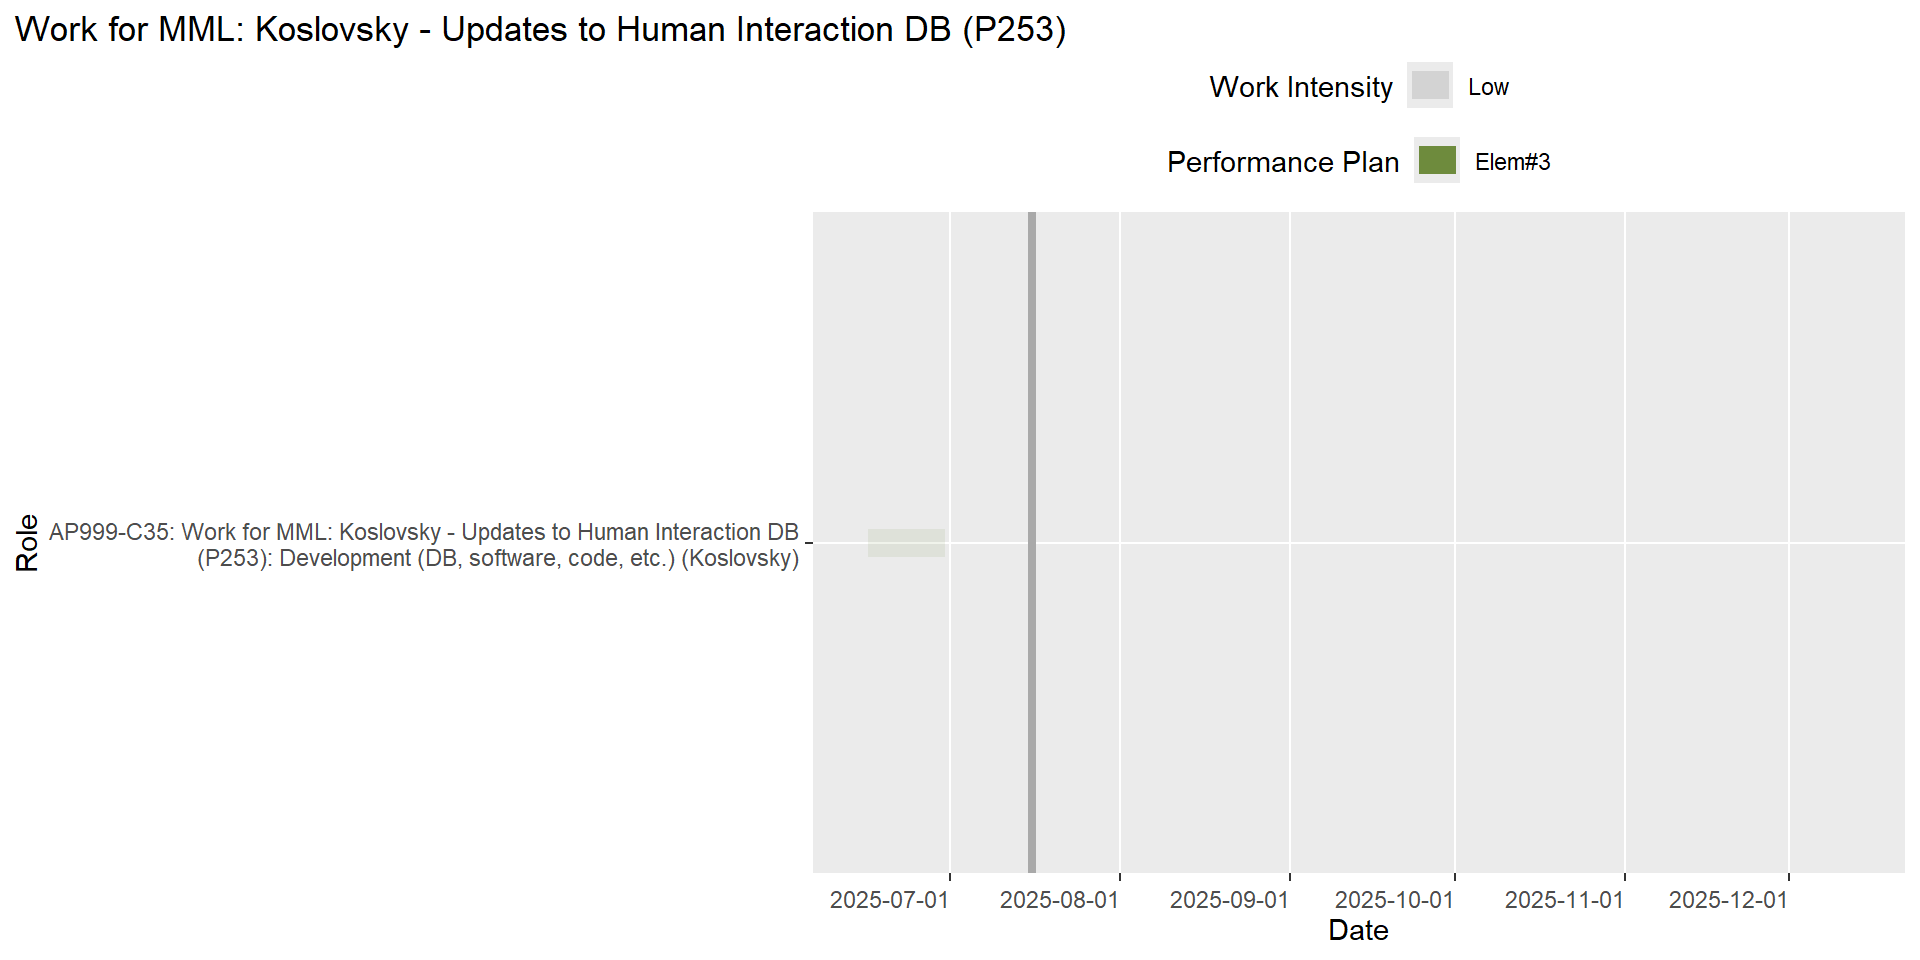 Work for MML: Koslovsky - Updates to Human Interaction DB (P253)
Work Intensity Low
Performance Plan Elem#3
Role
AP999-C35: Work for MML: Koslovsky - Updates to Human Interaction DB
(P253): Development (DB, software, code, etc.) (Koslovsky)
2025-07-01 2025-08-01 2025-09-01 2025-10-01 2025-11-01 2025-12-01
Date